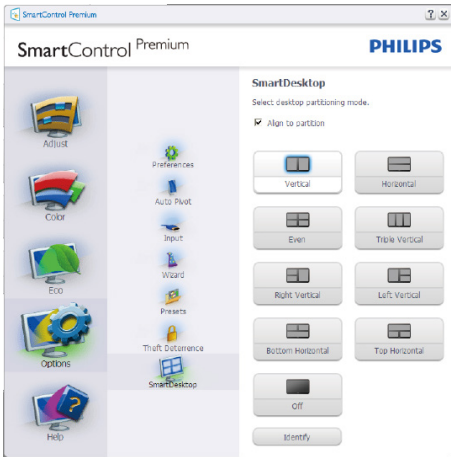 SmartControl Premium
SmartControl Premium
PHILIPS
Adjust
Color
Eco
Options
Help
Preferences
Auto Pivot
Input
Wizard
Presets
Theft Deterrence
SmartDesktop
SmartDesktop
Select desktop partitioning mode.
Align to partition
Vertical
Horizontal
Even
Triple Vertical
Right Vertical
Left Vertical
Bottom Horizontal
Top Horizontal
Off
Identify